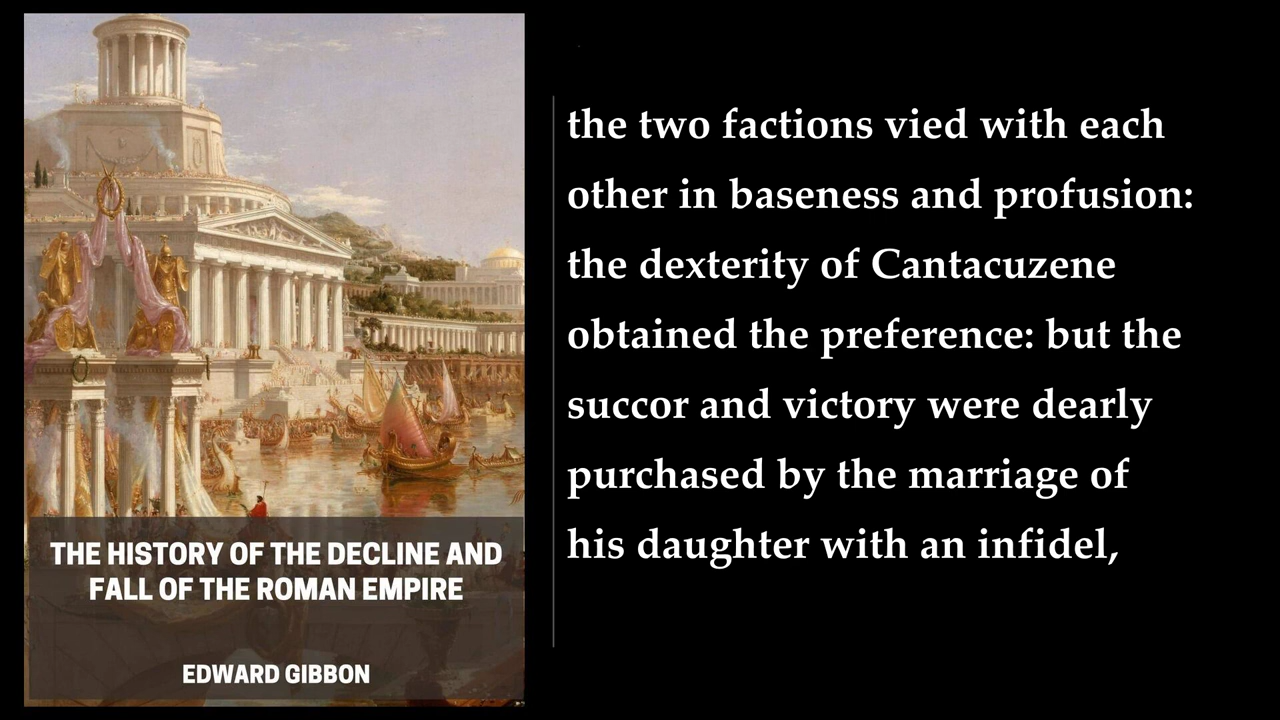 THE HISTORY OF THE DECLINE AND
FALL OF THE ROMAN EMPIRE
EDWARD GIBBON
the two factions vied with each
other in baseness and profusion:
the dexterity of Cantacuzene
obtained the preference: but the
succor and victory were dearly
purchased by the marriage of
his daughter with an infidel,